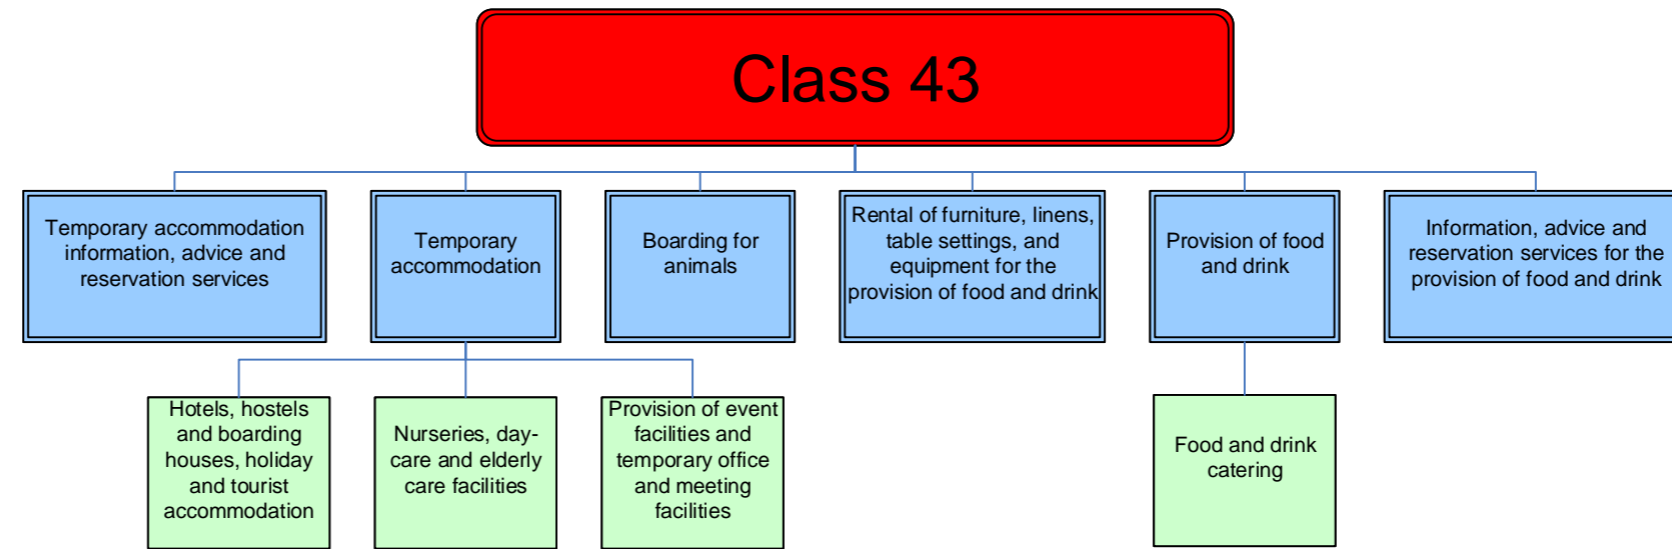 Class 43
Temporary accommodation
information, advice and
reservation services
Temporary
accommodation
Boarding for
animals
Rental of furniture, linens,
table settings, and
equipment for the
provision of food and drink
Provision of food
and drink
Information, advice and
reservation services for the
provision of food and drink
Hotels, hostels
and boarding
houses, holiday
and tourist
accommodation
Nurseries, day-
care and elderly
care facilities
Provision of event
facilities and
temporary office
and meeting
facilities
Food and drink
catering